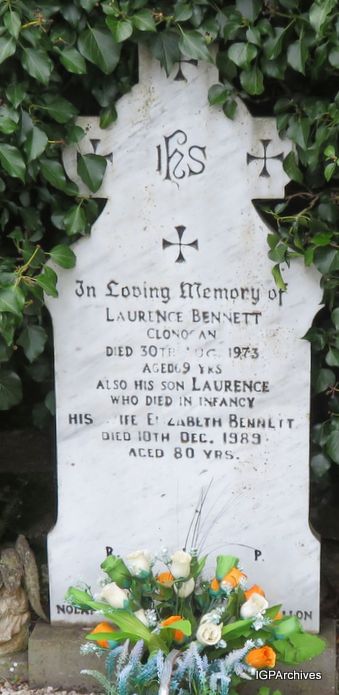 IHS
In Loving Memory of
LAURENCE BENNETT
CLONOGAN
DIED 30TH AUG. 1973
AGED 69 YRS
ALSO HIS SON LAURENCE
WHO DIED IN INFANCY
HIS WIFE ELIZABETH BENNETT
DIED 10TH DEC. 1989
AGED 80 YRS.
R. P.
IGPArchives